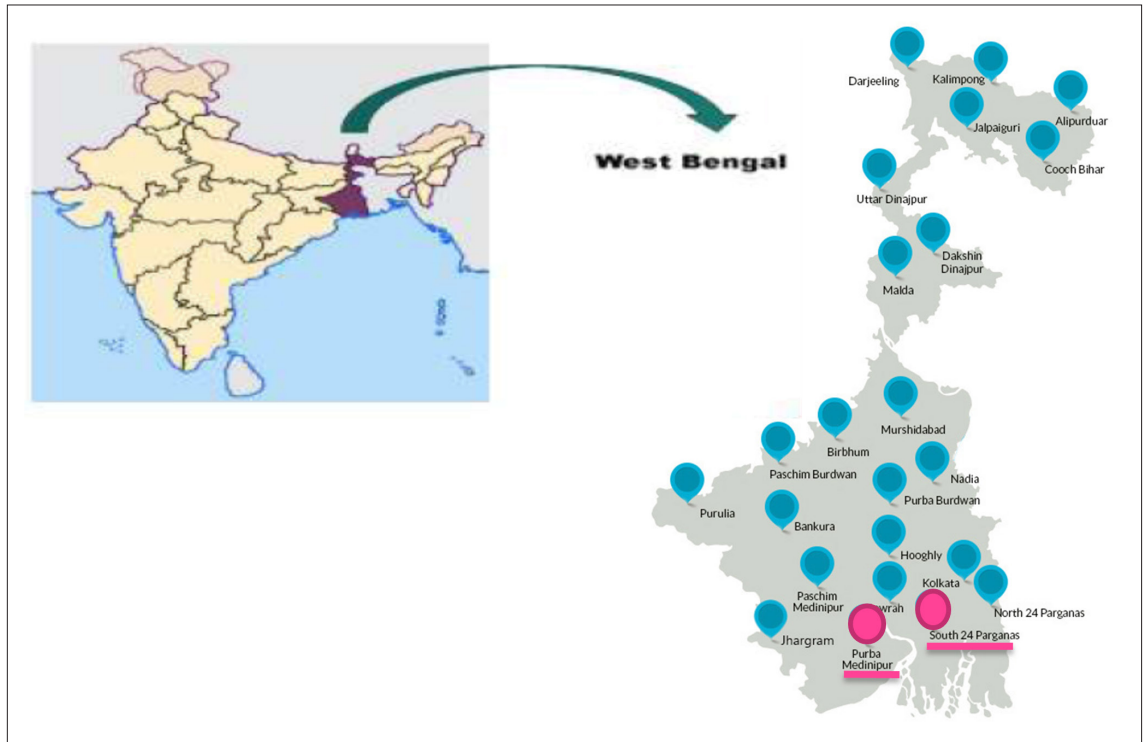 West Bengal
Darjeeling
Kalimpong
Alipurduar
Jalpaiguri
Cooch Bihar
Uttar Dinajpur
Dakshin
Dinajpur
Malda
Murshidabad
Birbhum
Paschim Burdwan
Nadia
Purba Burdwan
Purulia
Bankura
Hooghly
Kolkata
Paschim
Medinipur
wrah
North 24 Parganas
South 24 Parganas
Jhargram
Purba
Medinipur